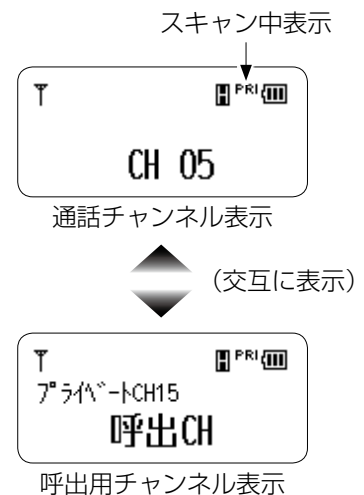 スキャン中表示
H PRI
CH 05
通話チャンネル表示
(交互に表示)
H PRI
ﾌﾟﾗｲﾍﾞｰﾄCH15
呼出CH
呼出用チャンネル表示